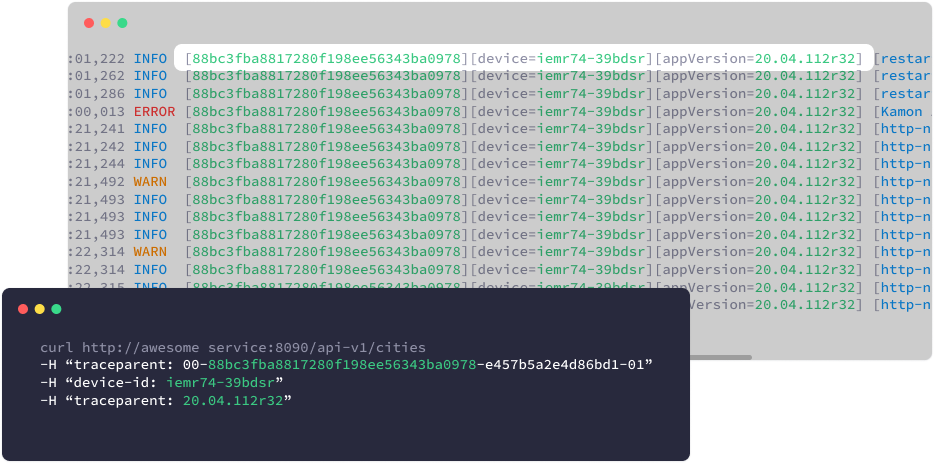 :01,222 INFO [88bc3fba8817280f198ee56343ba0978][device=iemr74-39bdsr][appVersion=20.04.112r32] [restar
:01,262 INFO [88bc3fba8817280f198ee56343ba0978][device=iemr74-39bdsr][appVersion=20.04.112r32] [restar
:01,286 INFO [88bc3fba8817280f198ee56343ba0978][device=iemr74-39bdsr][appVersion=20.04.112r32] [restar
:00,013 ERROR [88bc3fba8817280f198ee56343ba0978][device=iemr74-39bdsr][appVersion=20.04.112r32] [Kamon
:21,241 INFO [88bc3fba8817280f198ee56343ba0978][device=iemr74-39bdsr][appVersion=20.04.112r32] [http-n
:21,242 INFO [88bc3fba8817280f198ee56343ba0978][device=iemr74-39bdsr][appVersion=20.04.112r32] [http-n
:21,244 INFO [88bc3fba8817280f198ee56343ba0978][device=iemr74-39bdsr][appVersion=20.04.112r32] [http-n
:21,492 WARN [88bc3fba8817280f198ee56343ba0978][device=iemr74-39bdsr][appVersion=20.04.112r32] [http-n
:21,493 INFO [88bc3fba8817280f198ee56343ba0978][device=iemr74-39bdsr][appVersion=20.04.112r32] [http-n
:21,493 INFO [88bc3fba8817280f198ee56343ba0978][device=iemr74-39bdsr][appVersion=20.04.112r32] [http-n
:21,493 INFO [88bc3fba8817280f198ee56343ba0978][device=iemr74-39bdsr][appVersion=20.04.112r32] [http-n
:22,314 WARN [88bc3fba8817280f198ee56343ba0978][device=iemr74-39bdsr][appVersion=20.04.112r32] [http-n
:22,314 INFO [88bc3fba8817280f198ee56343ba0978][device=iemr74-39bdsr][appVersion=20.04.112r32] [http-n
:22,315 INFO [88bc3fba8817280f198ee56343ba0978][device=iemr74-39bdsr][appVersion=20.04.112r32] [http-n
Version=20.04.112r32] [http-n
curl http://awesome service:8090/api-v1/cities
-H “traceparent: 00-88bc3fba8817280f198ee56343ba0978-e457b5a2e4d86bd1-01”
-H “device-id: iemr74-39bdsr”
-H “traceparent: 20.04.112r32”